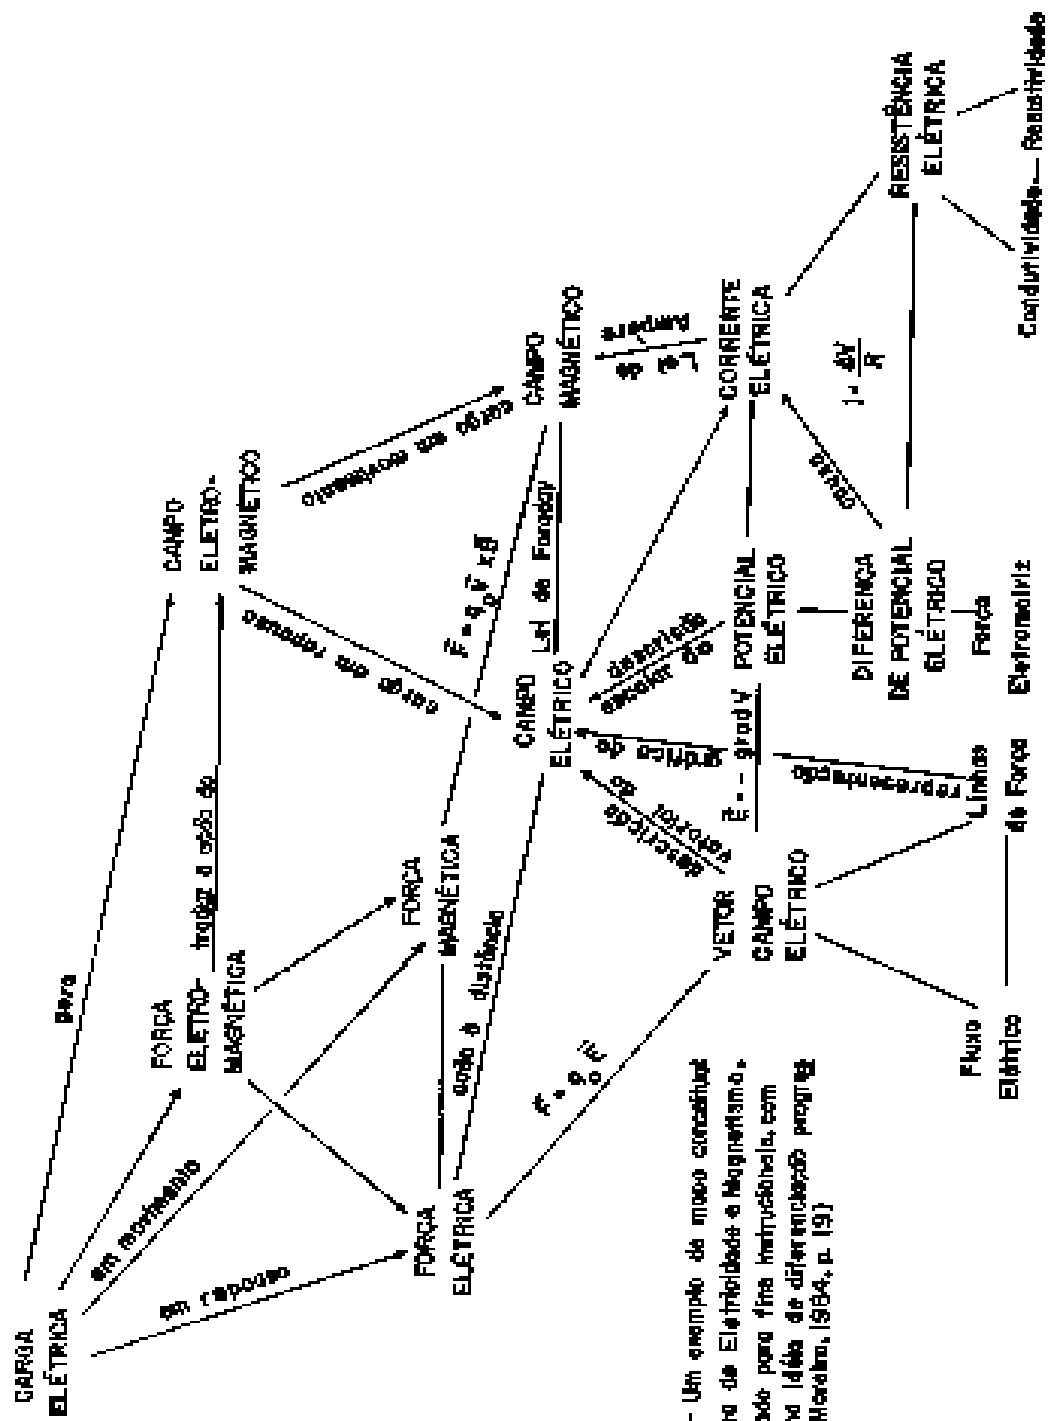 CARGA
ELÉTRICA
gera
em movimento
em repouso
FORÇA
ELETRO-
MAGNÉTICA
traduz a ação do
CAMPO
ELETRO-
MAGNÉTICO
carga em repouso
carga em movimento
FORÇA
ELÉTRICA
FORÇA
MAGNÉTICA
ação à distância
F = q₀ V x B
CAMPO
ELÉTRICO
Lei de Faraday
CAMPO
MAGNÉTICO
Lei de Ampère
F = q₀ E
descrição
vetorial do
descrição
escalar do
VETOR
CAMPO
ELÉTRICO
E = - grad V
POTENCIAL
ELÉTRICO
CORRENTE
ELÉTRICA
causa
I = ΔV
R
DIFERENÇA
DE POTENCIAL
ELÉTRICO
RESISTÊNCIA
ELÉTRICA
representação
Fluxo
Elétrico
Linhas
de Força
Força
Eletromotriz
Condutividade
Resistividade
- Um exemplo de mapa conceitual
de Eletricidade e Magnetismo,
para fins instrucionais, com
idéia de diferenciação progres
Moreira, 1984, p. 19)